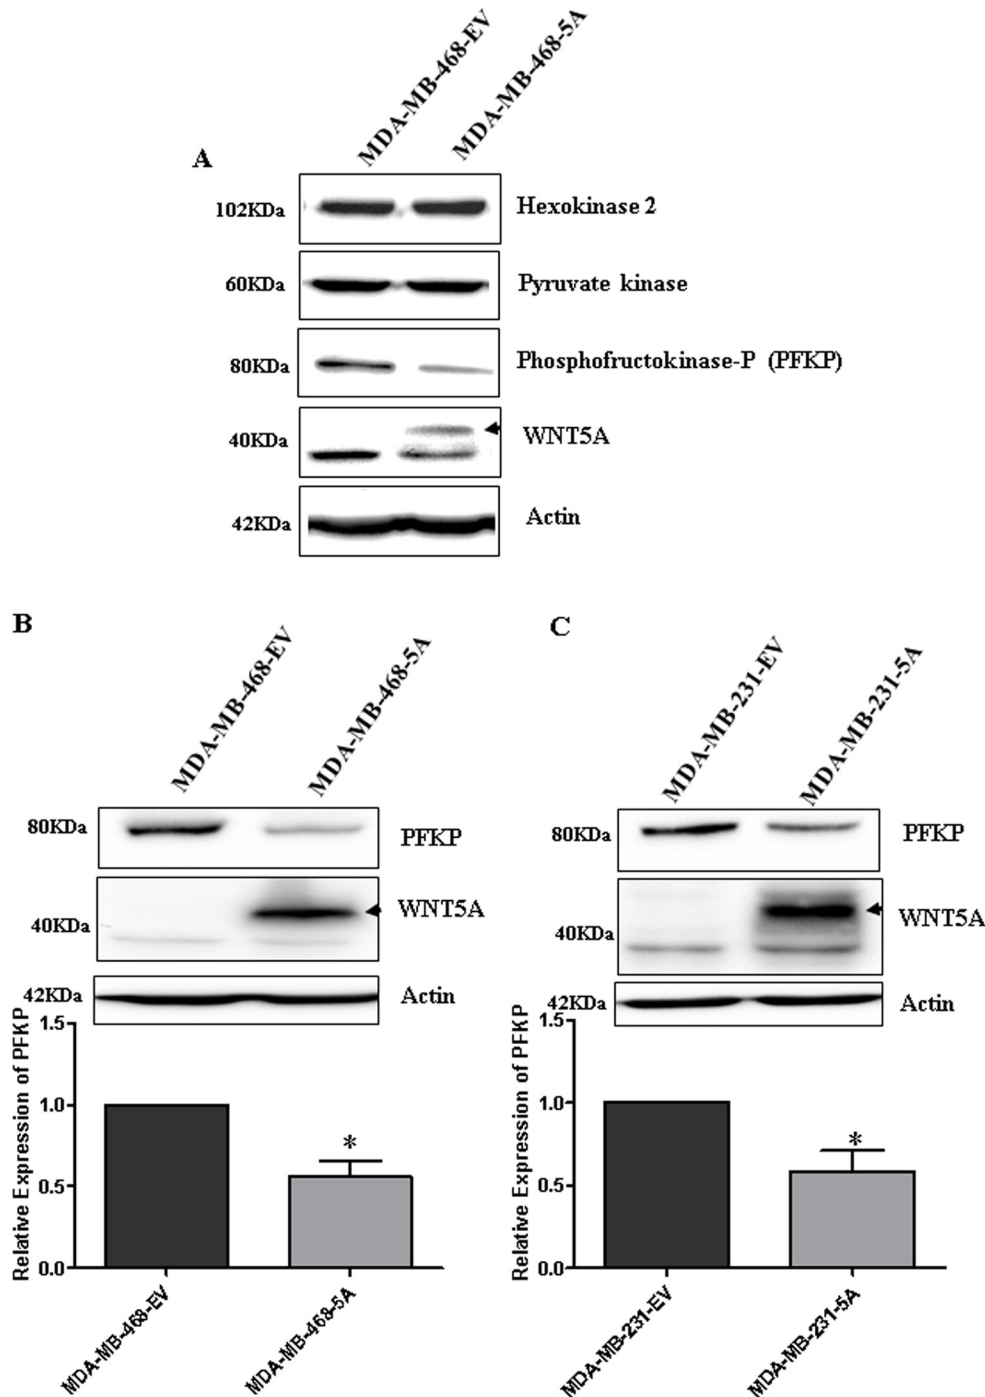 A
MDA-MB-468-EV
MDA-MB-468-5A
102KDa
Hexokinase 2
60KDa
Pyruvate kinase
80KDa
Phosphofructokinase-P (PFKP)
40KDa
WNT5A
42KDa
Actin
B
MDA-MB-468-EV
MDA-MB-468-5A
80KDa
PFKP
40KDa
WNT5A
42KDa
Actin
Relative Expression of PFKP
1.5
1.0
0.5
0.0
*
MDA-MB-468-EV
MDA-MB-468-5A
C
MDA-MB-231-EV
MDA-MB-231-5A
80KDa
PFKP
40KDa
WNT5A
42KDa
Actin
Relative Expression of PFKP
1.5
1.0
0.5
0.0
*
MDA-MB-231-EV
MDA-MB-231-5A